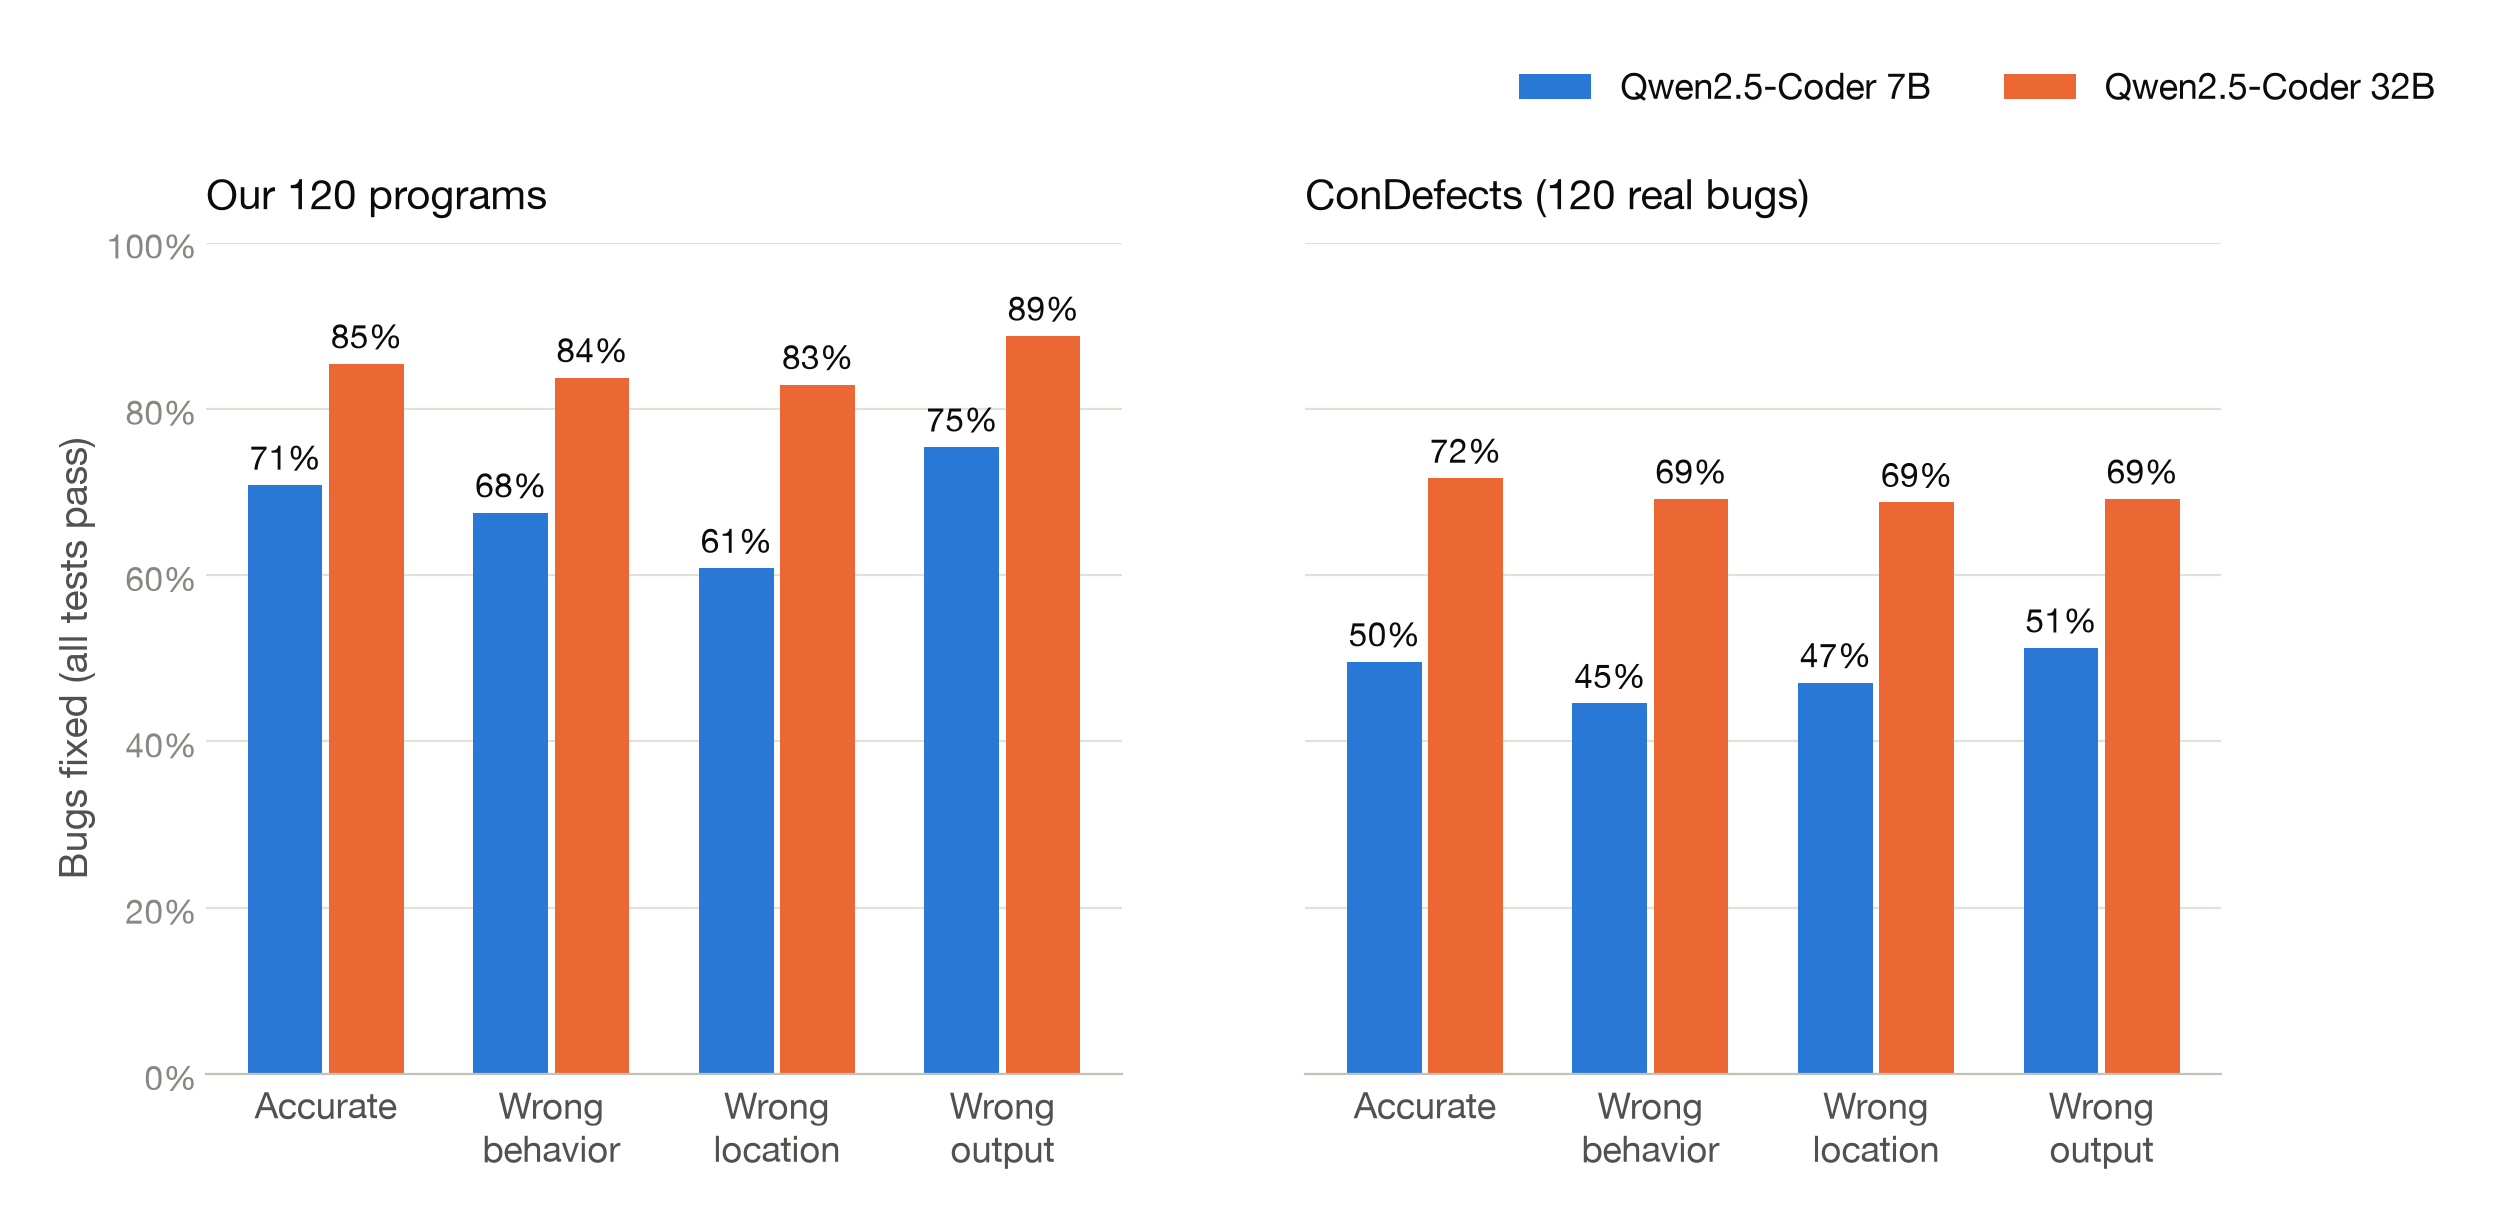 Qwen2.5-Coder 7B
Qwen2.5-Coder 32B
Our 120 programs
ConDefects (120 real bugs)
Bugs fixed (all tests pass)
100%
80%
60%
40%
20%
0%
71%
85%
68%
84%
61%
83%
75%
89%
50%
72%
45%
69%
47%
69%
51%
69%
Accurate
Wrong
behavior
Wrong
location
Wrong
output
Accurate
Wrong
behavior
Wrong
location
Wrong
output